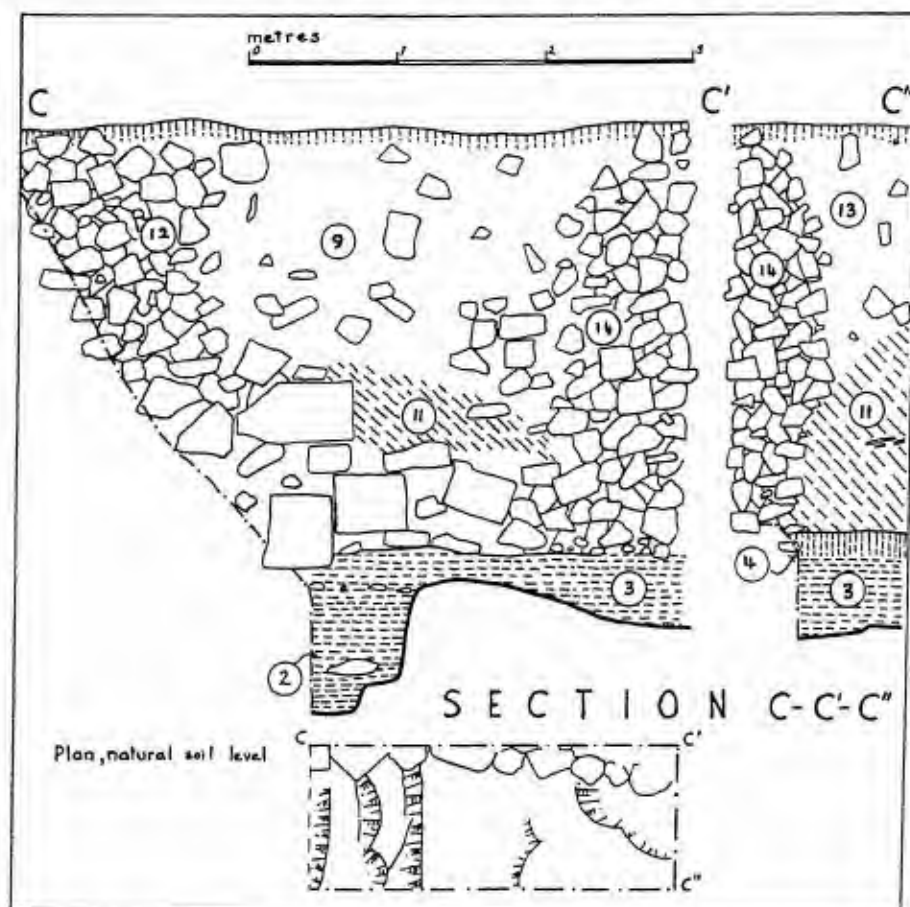 metres
0 1 2 3
C C' C"
12 9 14 14 13
11 11
3 4 3
2
SECTION C-C'-C"
Plan, natural soil level
C C'
C"